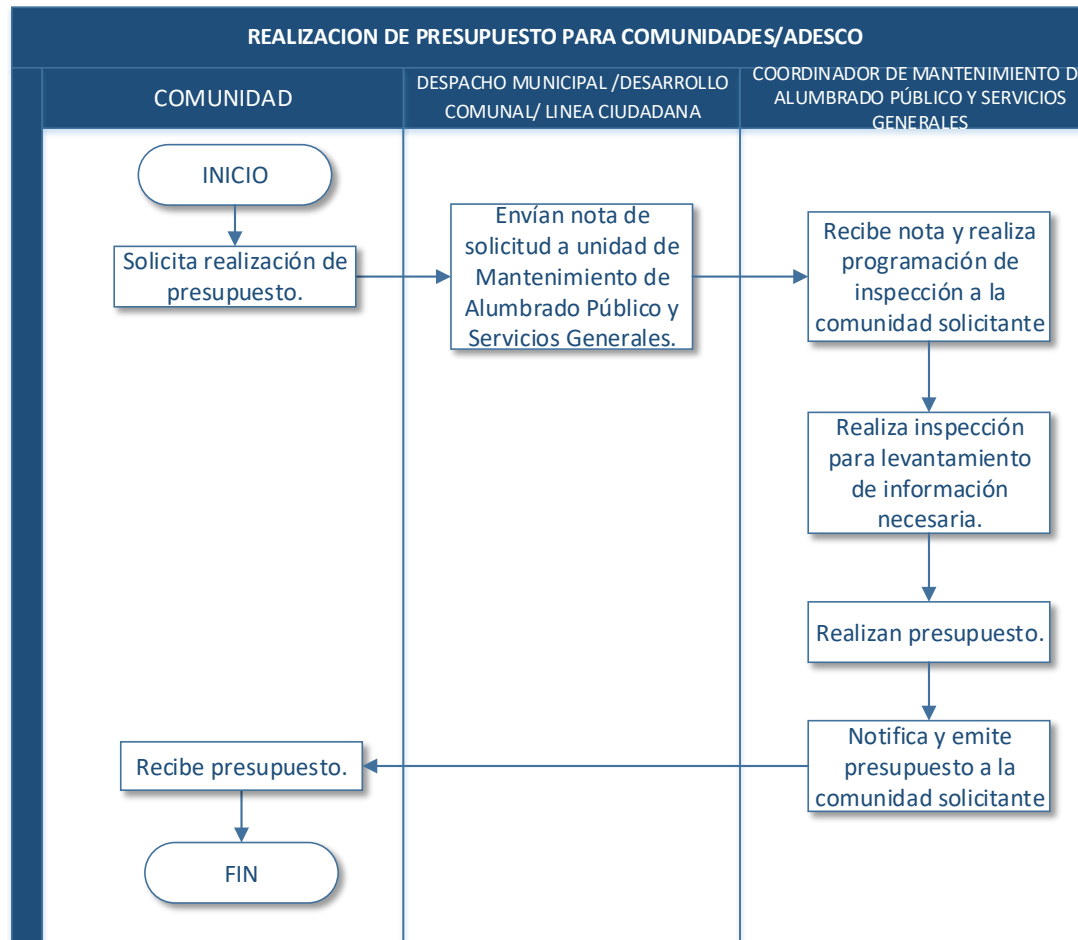 REALIZACION DE PRESUPUESTO PARA COMUNIDADES/ADESCO
COMUNIDAD
DESPACHO MUNICIPAL /DESARROLLO
COMUNAL/ LINEA CIUDADANA
COORDINADOR DE MANTENIMIENTO D
ALUMBRADO PÚBLICO Y SERVICIOS
GENERALES
INICIO
Solicita realización de
presupuesto.
Envían nota de
solicitud a unidad de
Mantenimiento de
Alumbrado Público y
Servicios Generales.
Recibe nota y realiza
programación de
inspección a la
comunidad solicitante
Realiza inspección
para levantamiento
de información
necesaria.
Realizan presupuesto.
Notifica y emite
presupuesto a la
comunidad solicitante
Recibe presupuesto.
FIN